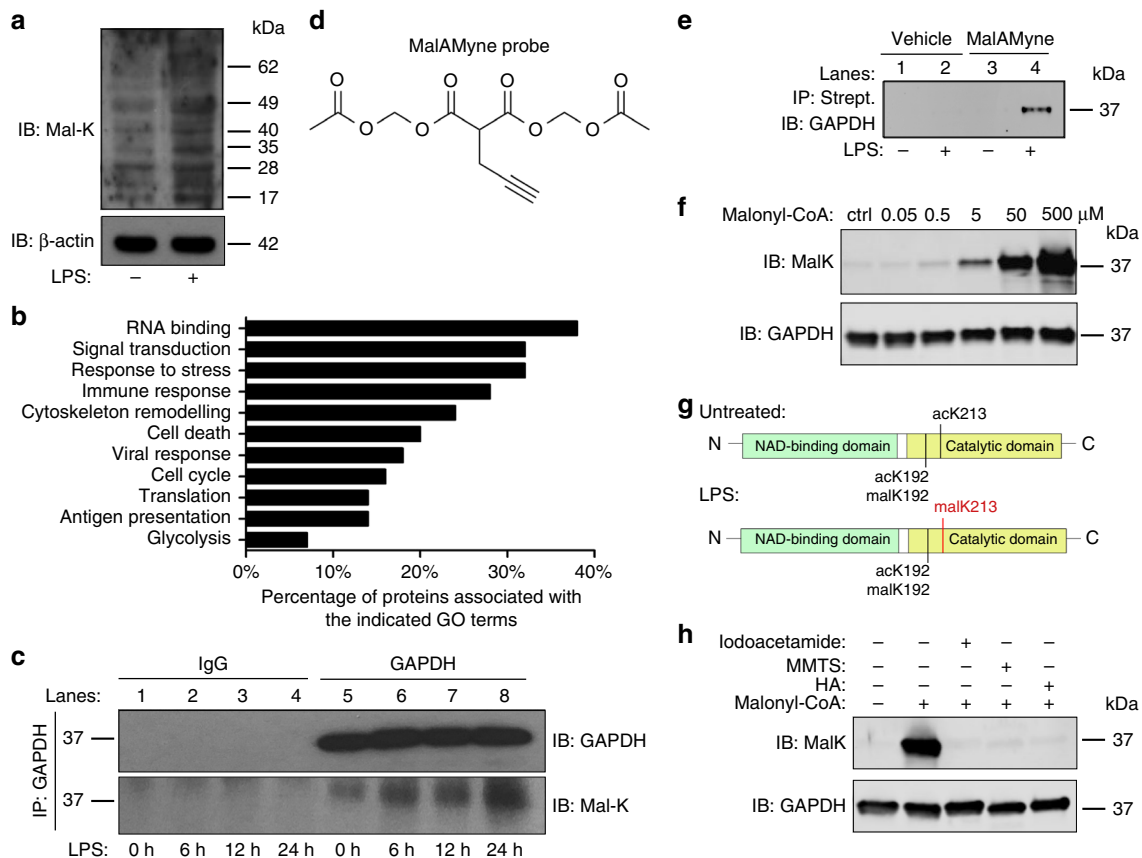 a
kDa
62
49
IB: Mal-K
40
35
28
17
IB: β-actin
42
LPS: – +
b
RNA binding
Signal transduction
Response to stress
Immune response
Cytoskeleton remodelling
Cell death
Viral response
Cell cycle
Translation
Antigen presentation
Glycolysis
0% 10% 20% 30% 40%
Percentage of proteins associated with
the indicated GO terms
c
IgG GAPDH
Lanes: 1 2 3 4 5 6 7 8
IP: GAPDH
37 IB: GAPDH
37 IB: Mal-K
LPS: 0 h 6 h 12 h 24 h 0 h 6 h 12 h 24 h
d
MalAMyne probe
O O O O
O O O O
e
Vehicle MalAMyne
Lanes: 1 2 3 4 kDa
IP: Strept.
IB: GAPDH
37
LPS: – + – +
f
Malonyl-CoA: ctrl 0.05 0.5 5 50 500 μM
kDa
IB: MalK 37
IB: GAPDH 37
g
Untreated:
acK213
N NAD-binding domain Catalytic domain C
acK192
malK192
LPS:
malK213
N NAD-binding domain Catalytic domain C
acK192
malK192
h
Iodoacetamide: – – + – –
MMTS: – – – + –
HA: – – – – +
Malonyl-CoA: – + + + + kDa
IB: MalK 37
IB: GAPDH 37